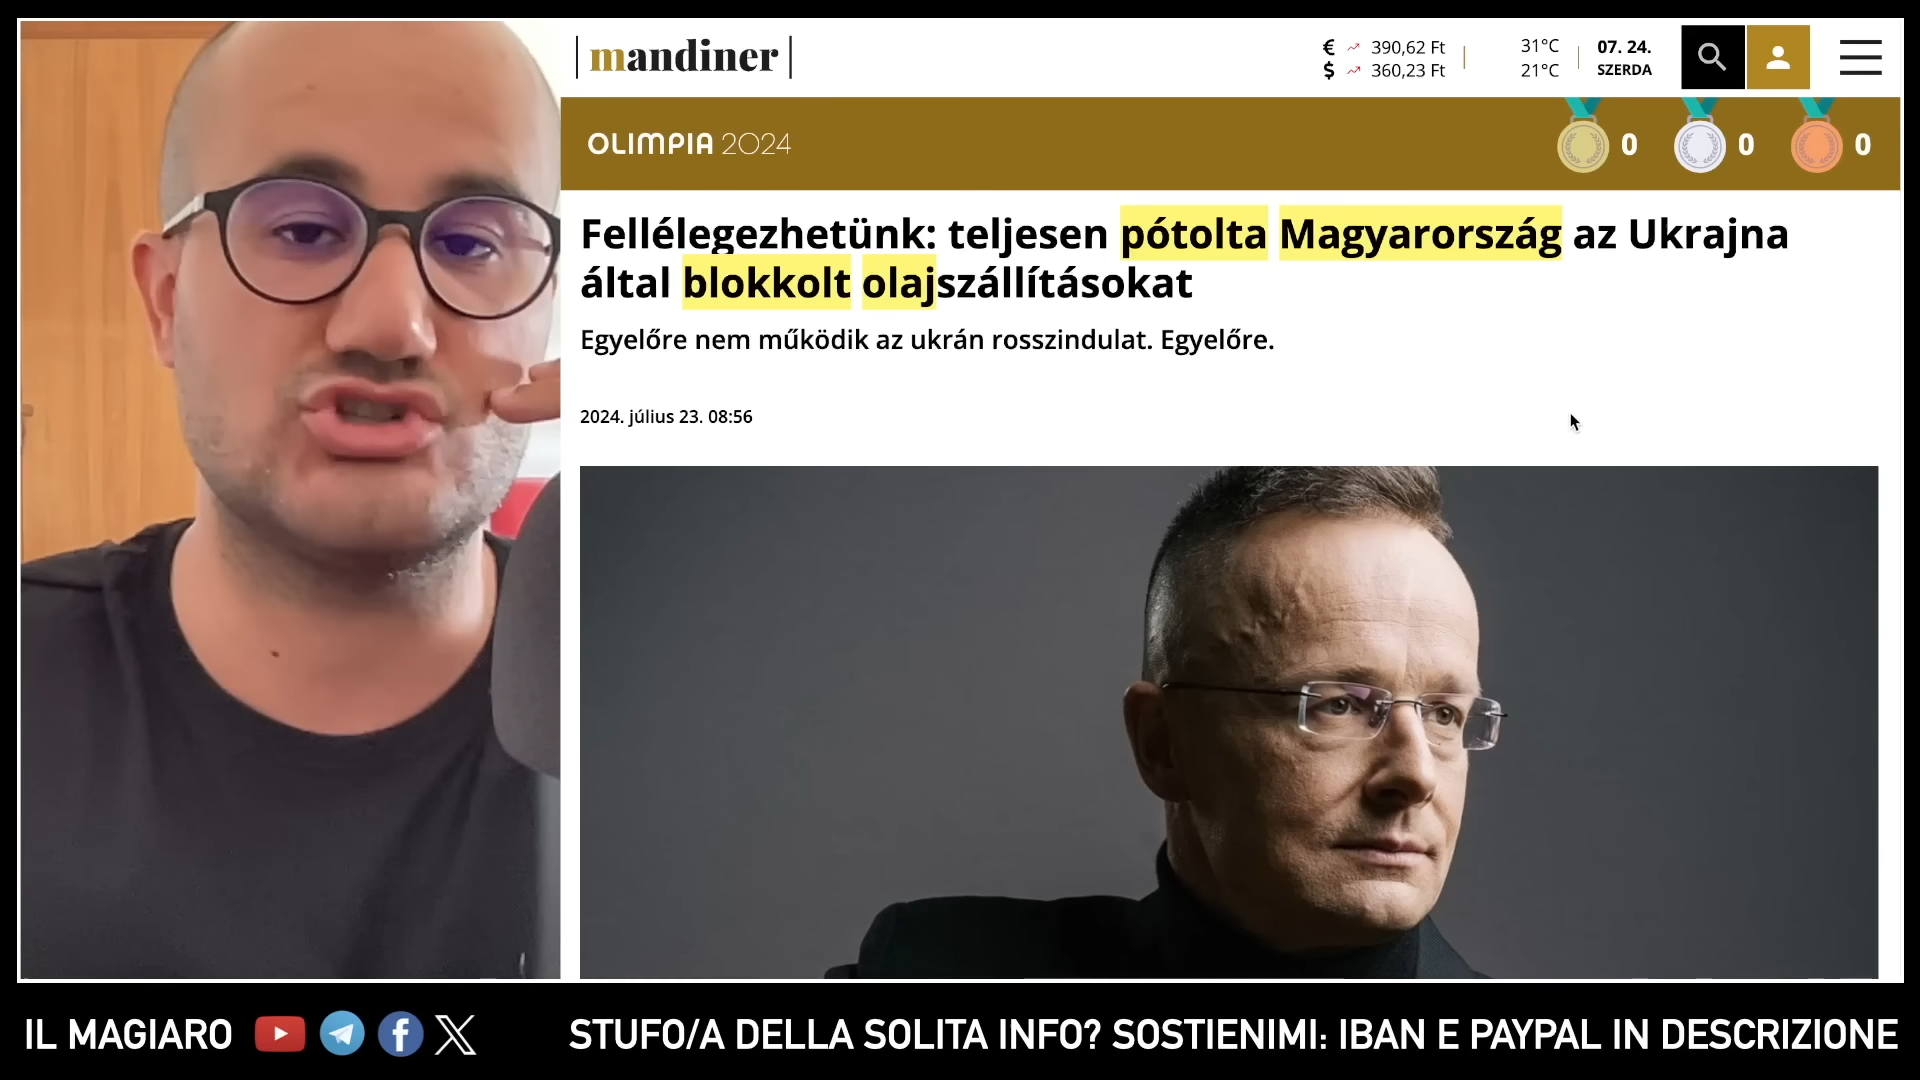 mandiner
€ 390,62 Ft
$ 360,23 Ft
31°C
21°C
07. 24.
SZERDA
OLIMPIA 2024
0
0
0
Fellélegezhetünk: teljesen pótolta Magyarország az Ukrajna
által blokkolt olajszállításokat
Egyelőre nem működik az ukrán rosszindulat. Egyelőre.
2024. július 23. 08:56
IL MAGIARO
STUFO/A DELLA SOLITA INFO? SOSTIENIMI: IBAN E PAYPAL IN DESCRIZIONE